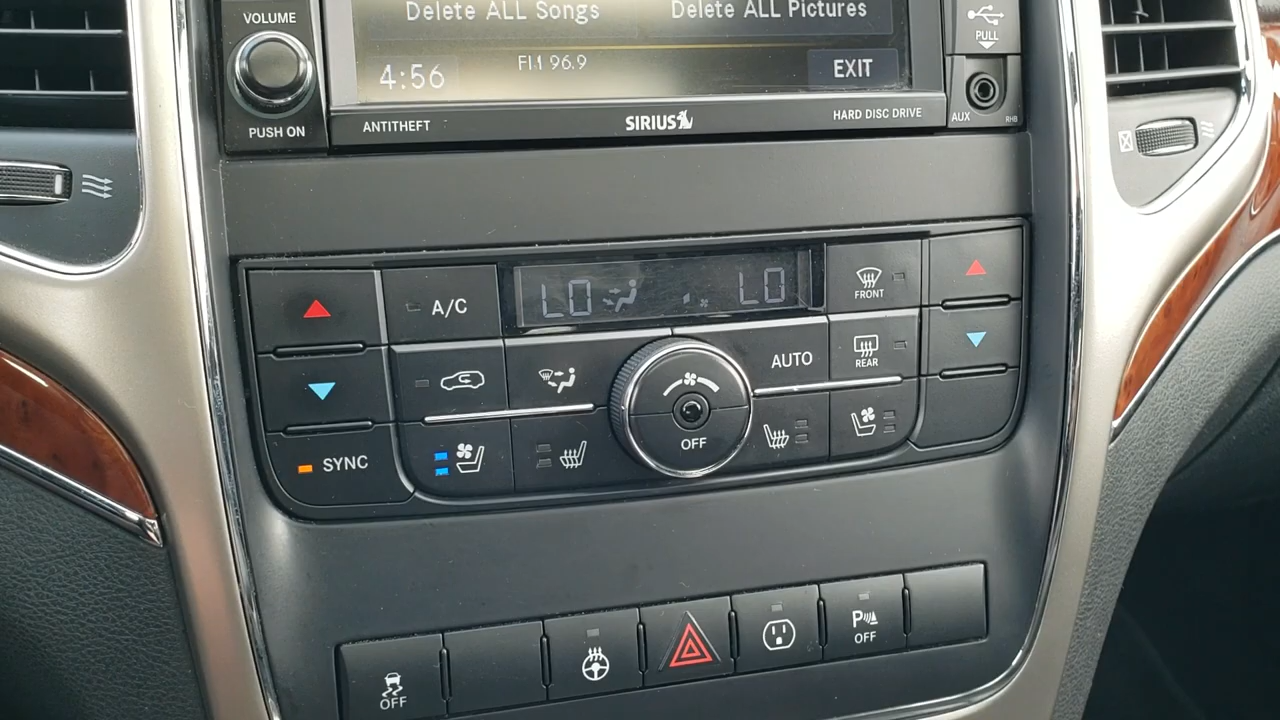 Delete ALL Songs
Delete ALL Pictures
VOLUME
PUSH ON
4:56
FM 96.9
EXIT
PULL
AUX
RHB
ANTITHEFT
SIRIUS
HARD DISC DRIVE
A/C
LO
LO
FRONT
AUTO
REAR
OFF
SYNC
OFF
P
OFF